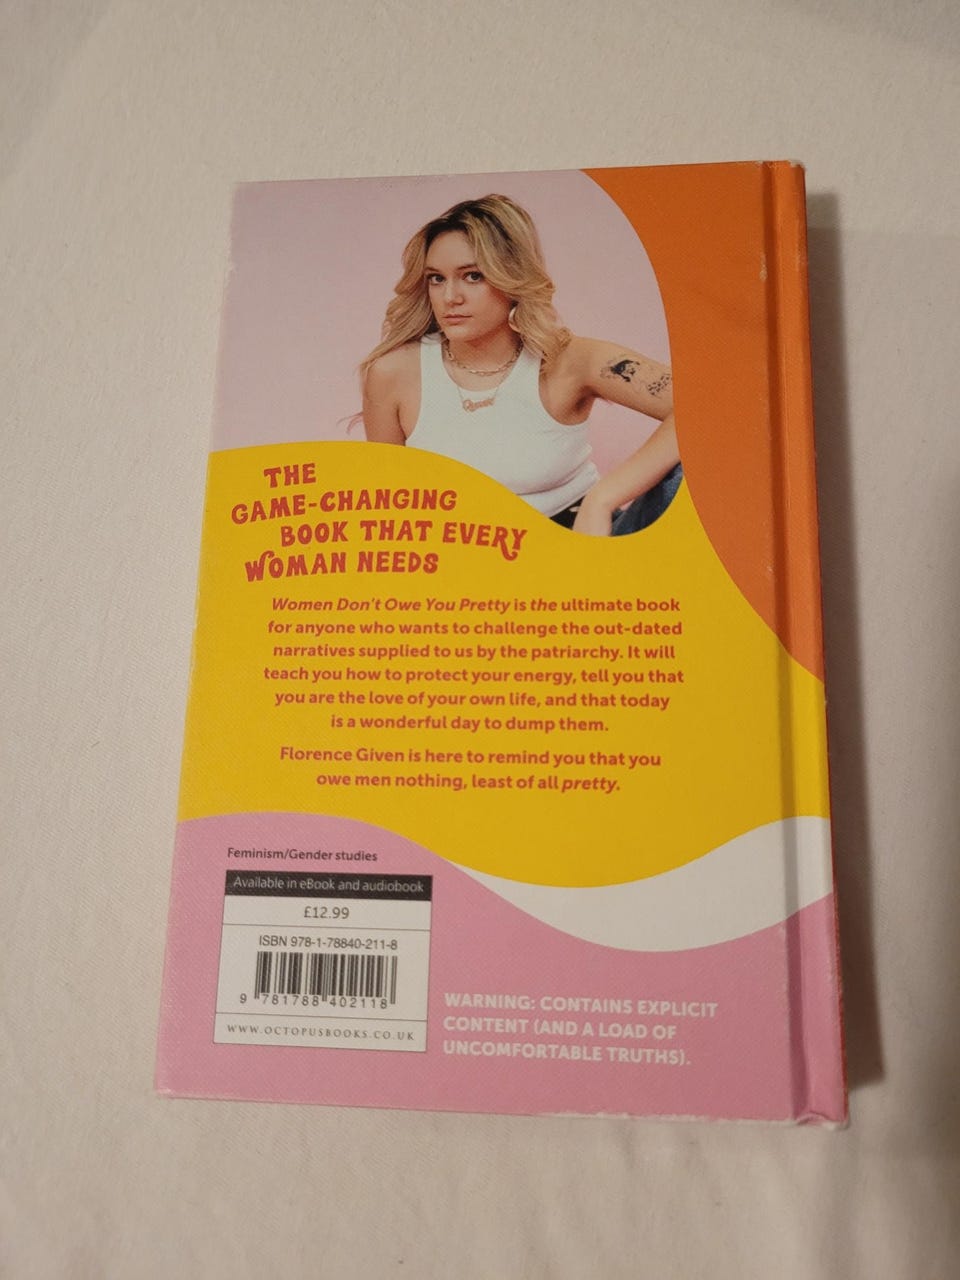 THE
GAME-CHANGING
BOOK THAT EVERY
WOMAN NEEDS
Women Don't Owe You Pretty is the ultimate book
for anyone who wants to challenge the out-dated
narratives supplied to us by the patriarchy. It will
teach you how to protect your energy, tell you that
you are the love of your own life, and that today
is a wonderful day to dump them.
Florence Given is here to remind you that you
owe men nothing, least of all pretty.
Feminism/Gender studies
Available in eBook and audiobook
£12.99
ISBN 978-1-78840-211-8
9 781788 402118
WWW.OCTOPUSBOOKS.CO.UK
WARNING: CONTAINS EXPLICIT
CONTENT (AND A LOAD OF
UNCOMFORTABLE TRUTHS).